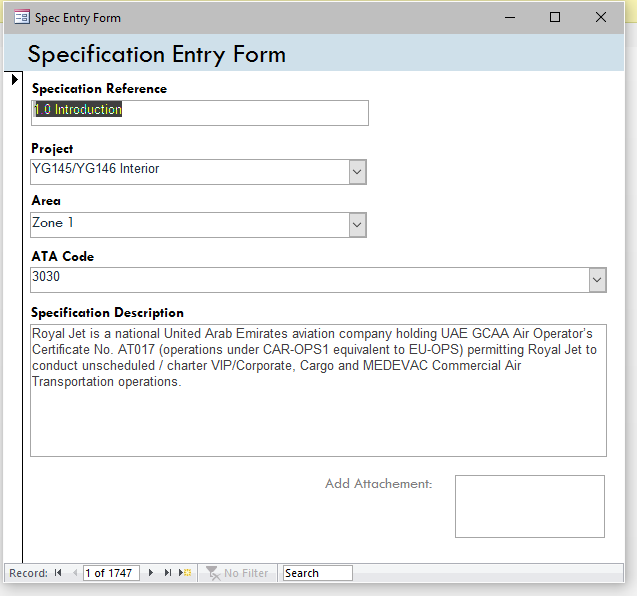 Spec Entry Form
Specification Entry Form
Specication Reference
1 0 Introduction
Project
YG145/YG146 Interior
Area
Zone 1
ATA Code
3030
Specification Description
Royal Jet is a national United Arab Emirates aviation company holding UAE GCAA Air Operator's
Certificate No. AT017 (operations under CAR-OPS1 equivalent to EU-OPS) permitting Royal Jet to
conduct unscheduled / charter VIP/Corporate, Cargo and MEDEVAC Commercial Air
Transportation operations.
Add Attachement:
Record: 1 of 1747 No Filter Search